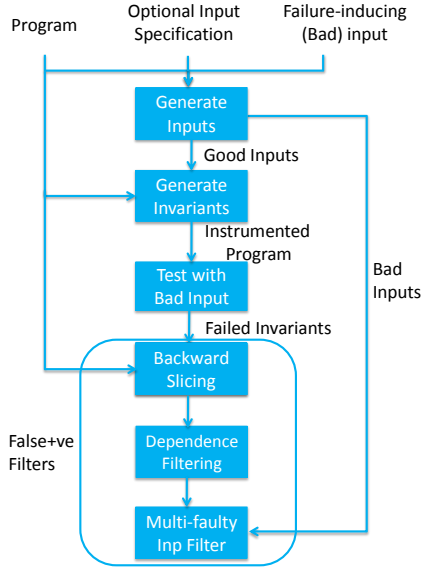 Program
Optional Input
Specification
Failure-inducing
(Bad) input
Generate
Inputs
Good Inputs
Generate
Invariants
Instrumented
Program
Test with
Bad Input
Bad
Inputs
Failed Invariants
Backward
Slicing
False+ve
Filters
Dependence
Filtering
Multi-faulty
Inp Filter